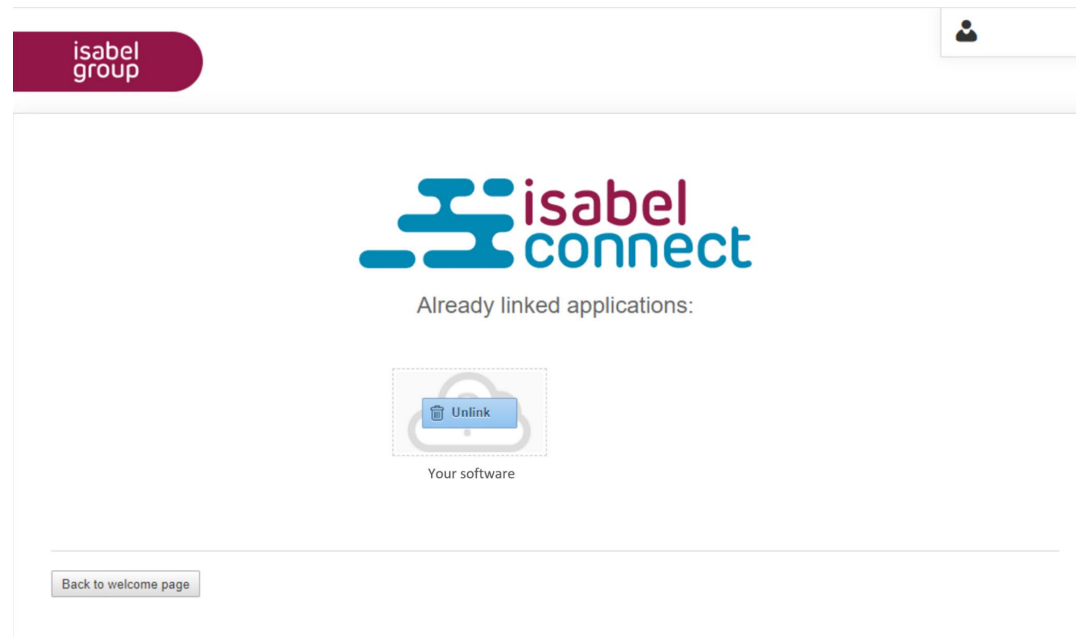 isabel
group
isabel
connect
Already linked applications:
Unlink
Your software
Back to welcome page